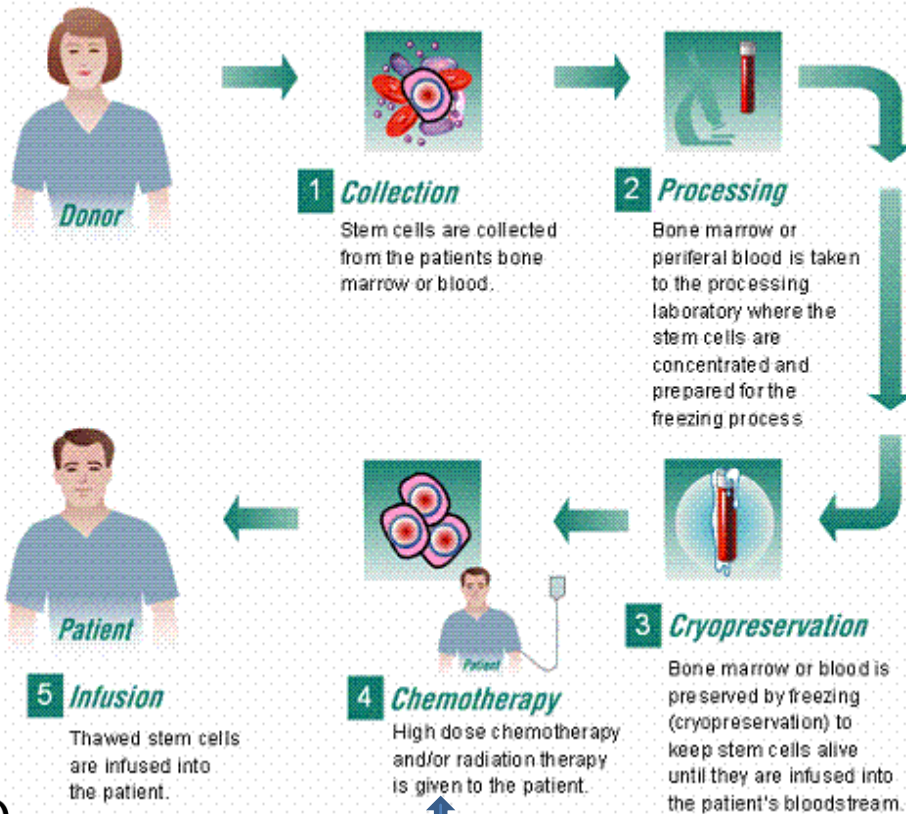 Donor
1 Collection
Stem cells are collected
from the patients bone
marrow or blood.
2 Processing
Bone marrow or
periferal blood is taken
to the processing
laboratory where the
stem cells are
concentrated and
prepared for the
freezing process
3 Cryopreservation
Bone marrow or blood is
preserved by freezing
(cryopreservation) to
keep stem cells alive
until they are infused into
the patient's bloodstream.
Patient
4 Chemotherapy
High dose chemotherapy
and/or radiation therapy
is given to the patient.
Patient
5 Infusion
Thawed stem cells
are infused into
the patient.